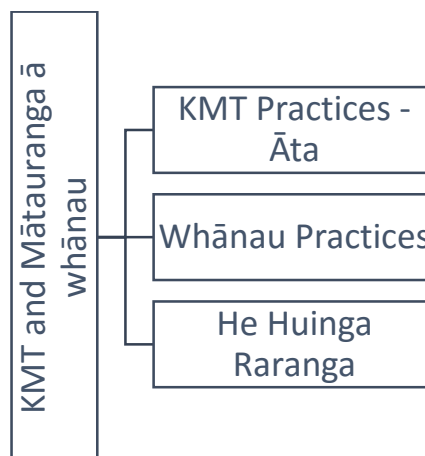 KMT and Mātauranga ā
whānau
KMT Practices -
Āta
Whānau Practices
He Huinga
Raranga